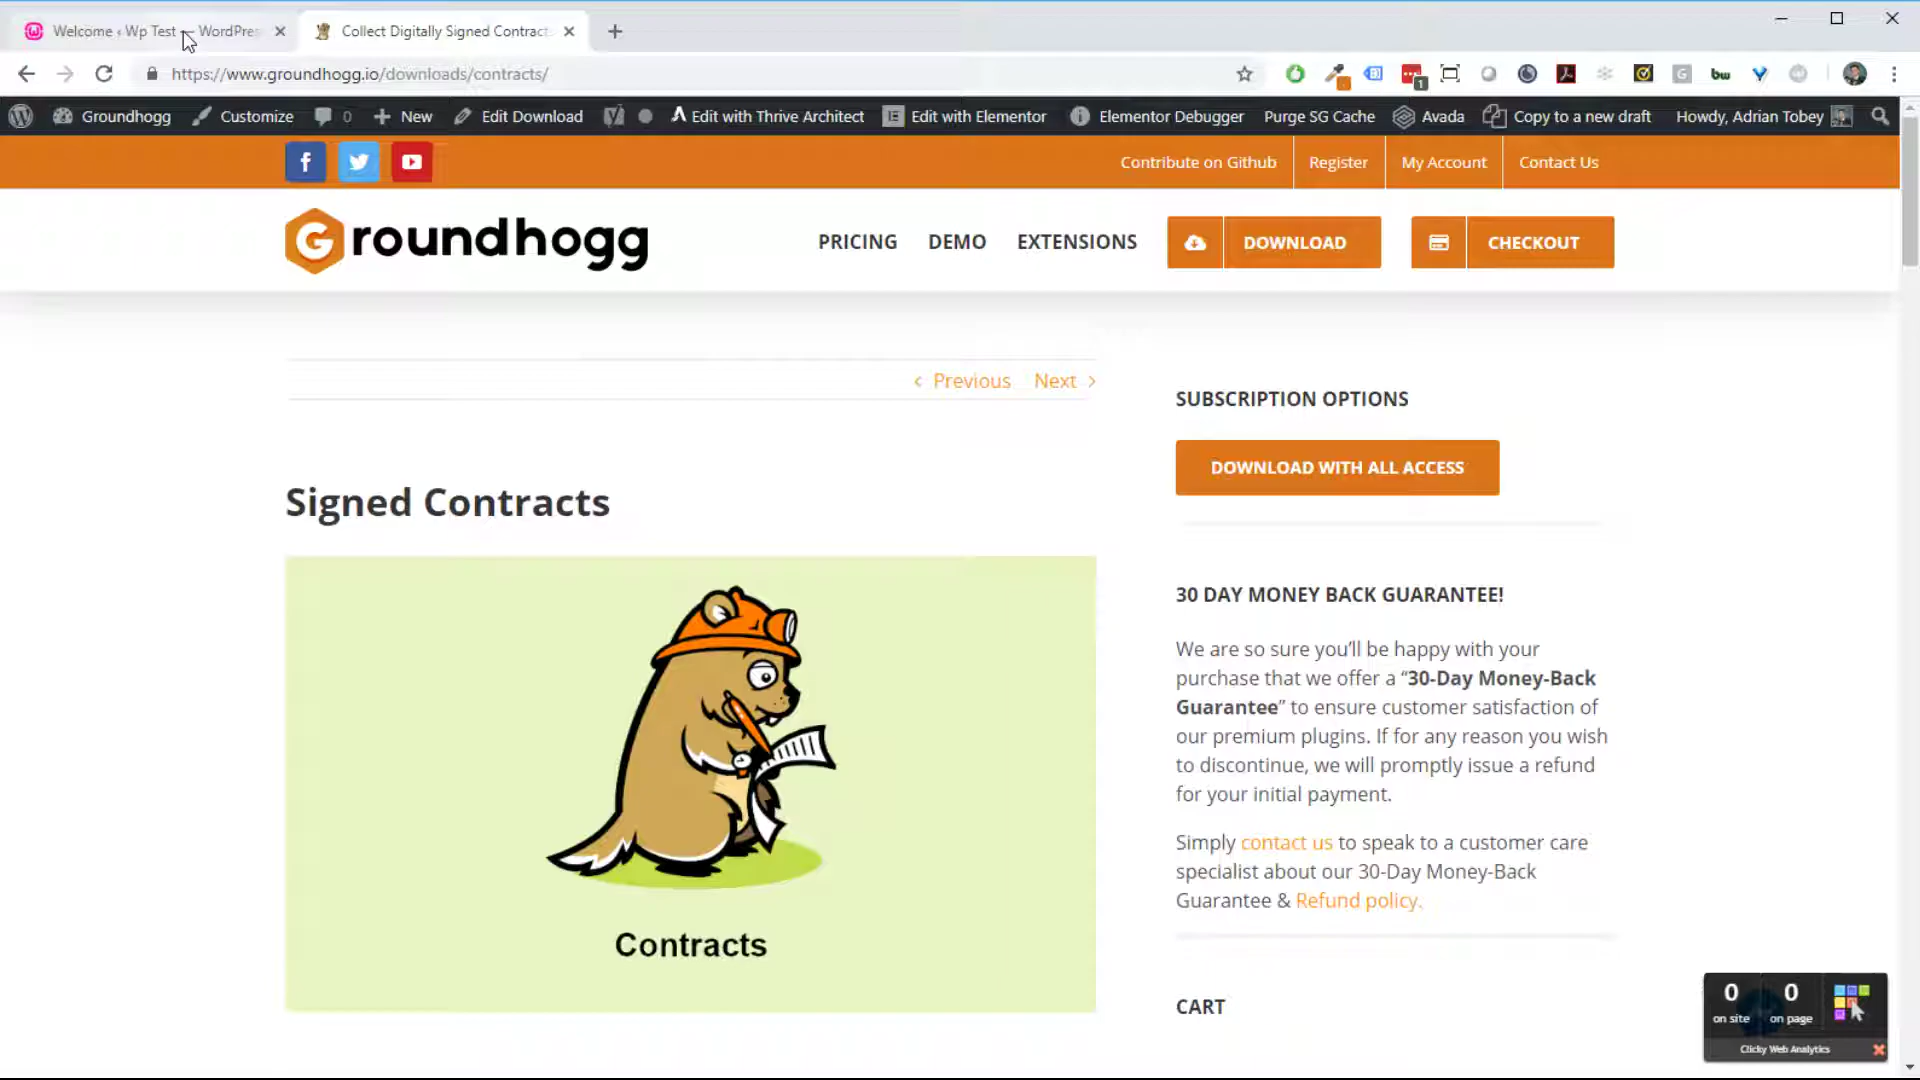 Welcome ‹ Wp Test — WordPres
Collect Digitally Signed Contract
https://www.groundhogg.io/downloads/contracts/
1
bw
Groundhogg
Customize
0
New
Edit Download
Edit with Thrive Architect
Edit with Elementor
Elementor Debugger
Purge SG Cache
Avada
Copy to a new draft
Howdy, Adrian Tobey
Contribute on Github
Register
My Account
Contact Us
Groundhogg
PRICING
DEMO
EXTENSIONS
DOWNLOAD
CHECKOUT
‹ Previous
Next ›
Signed Contracts
Contracts
SUBSCRIPTION OPTIONS
DOWNLOAD WITH ALL ACCESS
30 DAY MONEY BACK GUARANTEE!
We are so sure you’ll be happy with your
purchase that we offer a “30-Day Money-Back
Guarantee” to ensure customer satisfaction of
our premium plugins. If for any reason you wish
to discontinue, we will promptly issue a refund
for your initial payment.
Simply contact us to speak to a customer care
specialist about our 30-Day Money-Back
Guarantee & Refund policy.
CART
0
on site
0
on page
Clicky Web Analytics